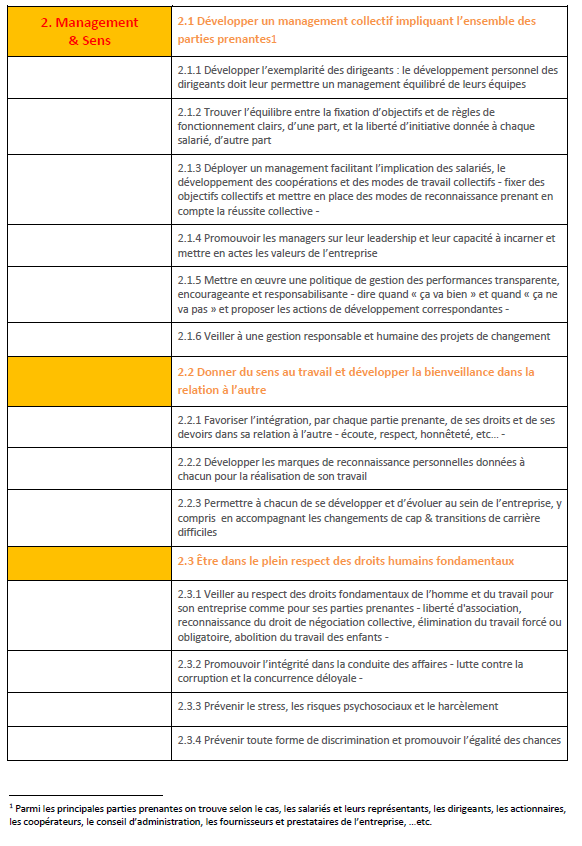 2. Management
& Sens
2.1 Développer un management collectif impliquant l'ensemble des
parties prenantes1
2.1.1 Développer l'exemplarité des dirigeants : le développement personnel des
dirigeants doit leur permettre un management équilibré de leurs équipes
2.1.2 Trouver l'équilibre entre la fixation d'objectifs et de règles de
fonctionnement clairs, d'une part, et la liberté d'initiative donnée à chaque
salarié, d'autre part
2.1.3 Déployer un management facilitant l'implication des salariés, le
développement des coopérations et des modes de travail collectifs - fixer des
objectifs collectifs et mettre en place des modes de reconnaissance prenant en
compte la réussite collective -
2.1.4 Promouvoir les managers sur leur leadership et leur capacité à incarner et
mettre en actes les valeurs de l'entreprise
2.1.5 Mettre en œuvre une politique de gestion des performances transparente,
encourageante et responsabilisante - dire quand « ça va bien » et quand « ça ne
va pas » et proposer les actions de développement correspondantes -
2.1.6 Veiller à une gestion responsable et humaine des projets de changement
2.2 Donner du sens au travail et développer la bienveillance dans la
relation à l'autre
2.2.1 Favoriser l'intégration, par chaque partie prenante, de ses droits et de ses
devoirs dans sa relation à l'autre - écoute, respect, honnêteté, etc... -
2.2.2 Développer les marques de reconnaissance personnelles données à
chacun pour la réalisation de son travail
2.2.3 Permettre à chacun de se développer et d'évoluer au sein de l'entreprise, y
compris en accompagnant les changements de cap & transitions de carrière
difficiles
2.3 Être dans le plein respect des droits humains fondamentaux
2.3.1 Veiller au respect des droits fondamentaux de l'homme et du travail pour
son entreprise comme pour ses parties prenantes - liberté d'association,
reconnaissance du droit de négociation collective, élimination du travail forcé ou
obligatoire, abolition du travail des enfants -
2.3.2 Promouvoir l'intégrité dans la conduite des affaires - lutte contre la
corruption et la concurrence déloyale -
2.3.3 Prévenir le stress, les risques psychosociaux et le harcèlement
2.3.4 Prévenir toute forme de discrimination et promouvoir l'égalité des chances
1 Parmi les principales parties prenantes on trouve selon le cas, les salariés et leurs représentants, les dirigeants, les actionnaires,
les coopérateurs, le conseil d'administration, les fournisseurs et prestataires de l'entreprise, ...etc.